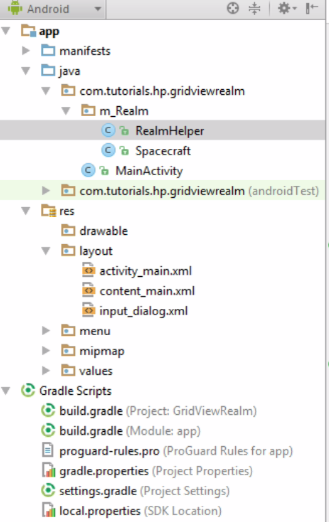 Android
app
manifests
java
com.tutorials.hp.gridviewrealm
m_Realm
RealmHelper
Spacecraft
MainActivity
com.tutorials.hp.gridviewrealm (androidTest)
res
drawable
layout
activity_main.xml
content_main.xml
input_dialog.xml
menu
mipmap
values
Gradle Scripts
build.gradle (Project: GridViewRealm)
build.gradle (Module: app)
proguard-rules.pro (ProGuard Rules for app)
gradle.properties (Project Properties)
settings.gradle (Project Settings)
local.properties (SDK Location)